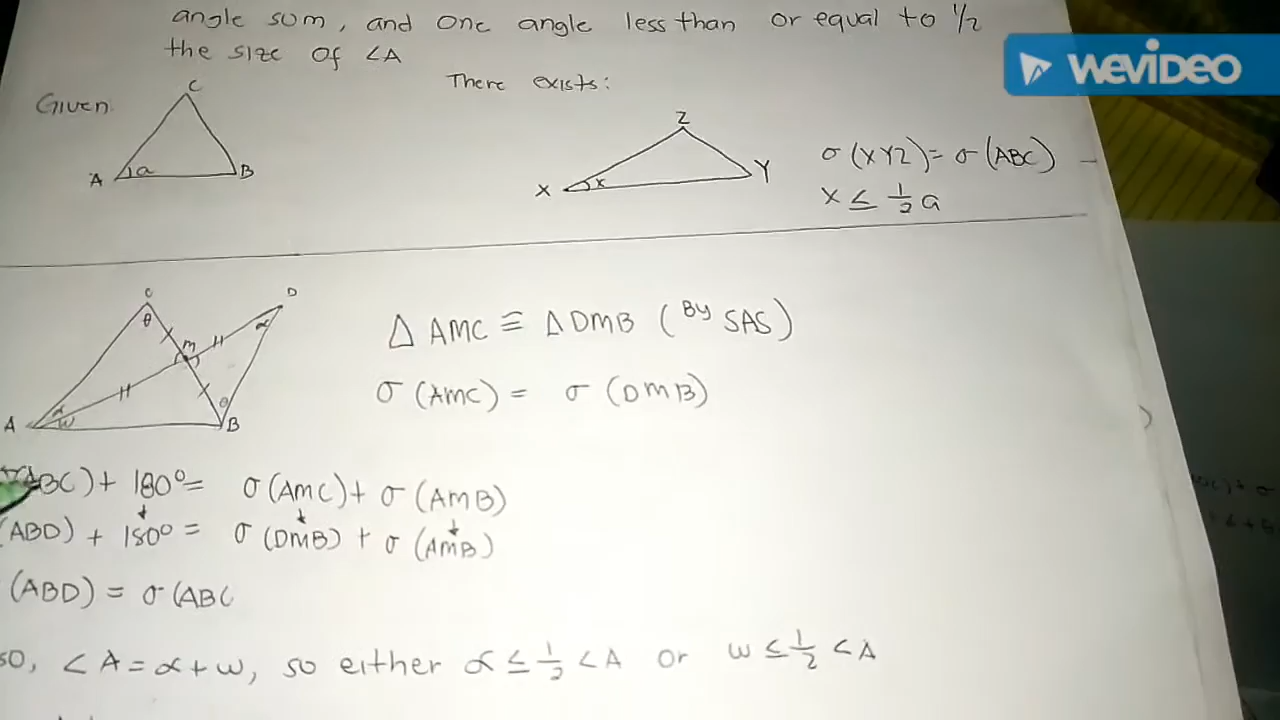 angle sum, and one angle less than or equal to 1/2
the size of ∠A
WEVIDEO
Given.
There exists:
C
A a B
Z
X x Y
σ(XYZ) = σ(ABC)
x ≤ 1/2 a
C D
θ α
M
α w θ
A B
Δ AMC ≅ Δ DMB (By SAS)
σ (AMC) = σ (DMB)
ABC) + 180° = σ(AMC) + σ(AMB)
(ABD) + 180° = σ (DMB) + σ (AMB)
(ABD) = σ (ABC
so, ∠A = α + w, so either α ≤ 1/2 ∠A or w ≤ 1/2 ∠A